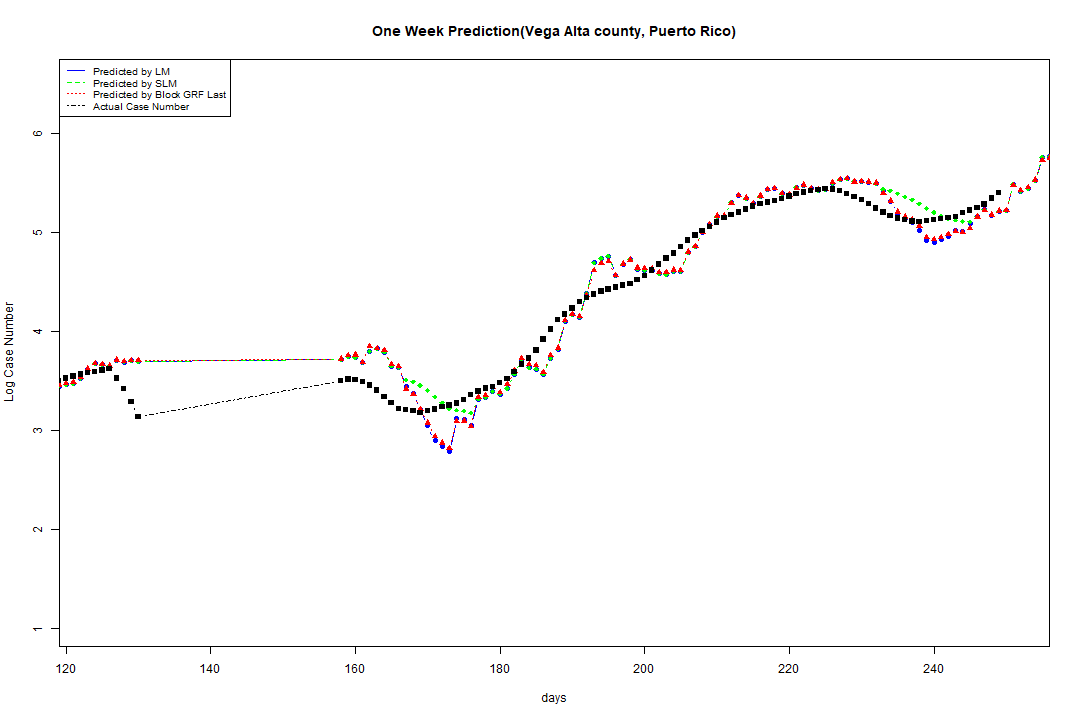 One Week Prediction(Vega Alta county, Puerto Rico)
Predicted by LM
Predicted by SLM
Predicted by Block GRF Last
Actual Case Number
6
5
4
3
2
1
Log Case Number
120 140 160 180 200 220 240
days